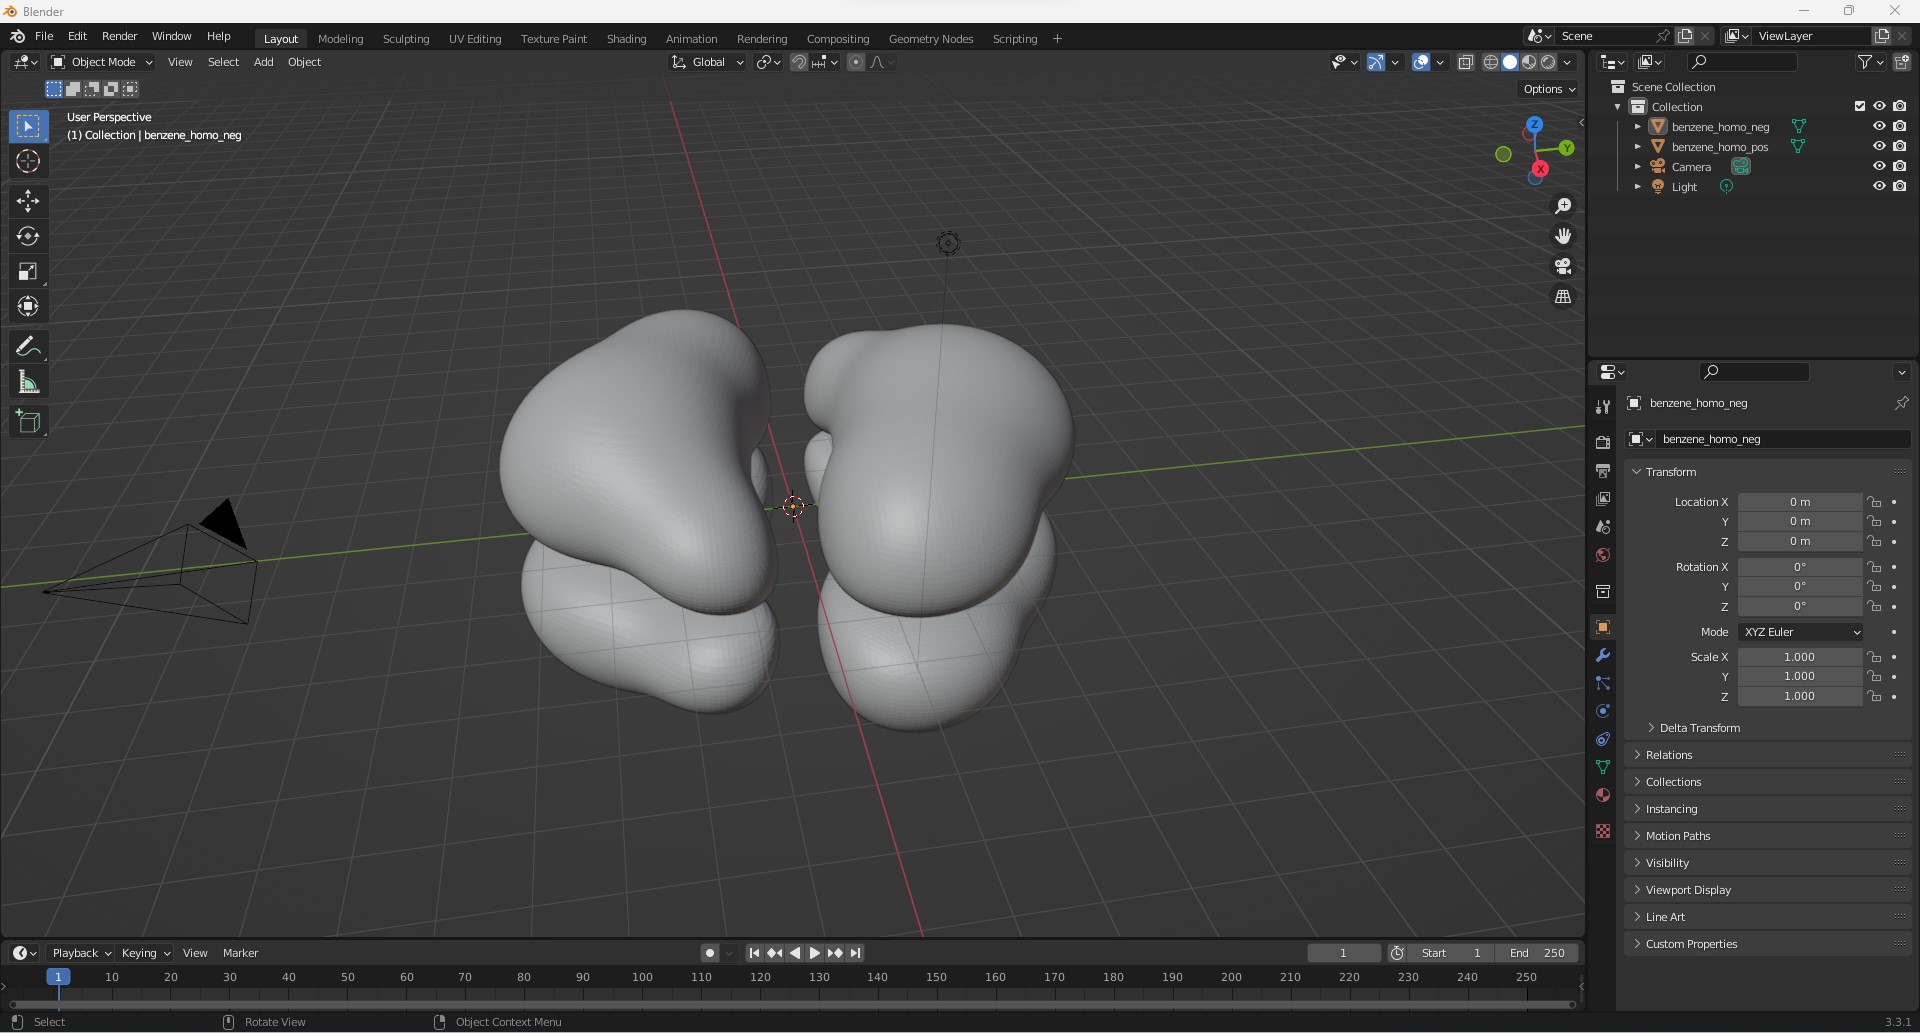 Blender
File Edit Render Window Help Layout Modeling Sculpting UV Editing Texture Paint Shading Animation Rendering Compositing Geometry Nodes Scripting + Scene ViewLayer
Object Mode View Select Add Object Global
Options
User Perspective
(1) Collection | benzene_homo_neg
Z
Y
X
Scene Collection
Collection
benzene_homo_neg
benzene_homo_pos
Camera
Light
benzene_homo_neg
benzene_homo_neg
Transform
Location X 0 m
Y 0 m
Z 0 m
Rotation X 0°
Y 0°
Z 0°
Mode XYZ Euler
Scale X 1.000
Y 1.000
Z 1.000
Delta Transform
Relations
Collections
Instancing
Motion Paths
Visibility
Viewport Display
Line Art
Custom Properties
Playback Keying View Marker 1 Start 1 End 250
1 10 20 30 40 50 60 70 80 90 100 110 120 130 140 150 160 170 180 190 200 210 220 230 240 250
Select Rotate View Object Context Menu 3.3.1